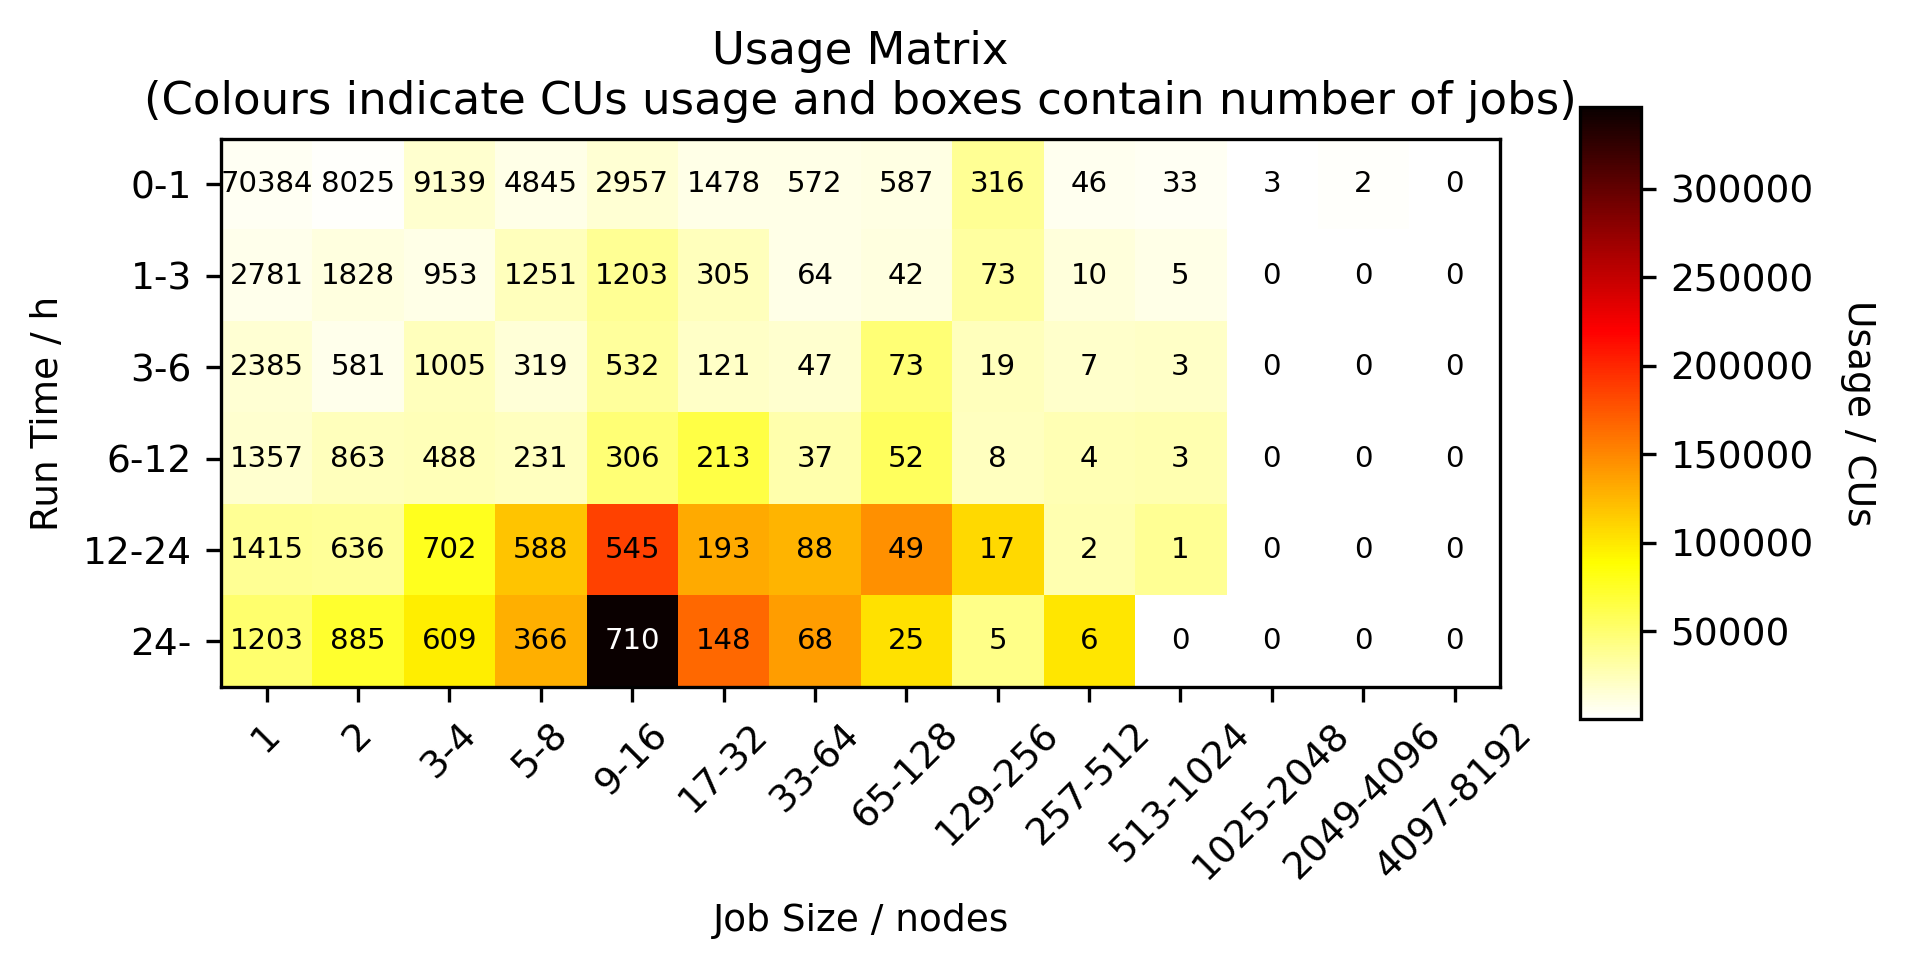 Usage Matrix
(Colours indicate CUs usage and boxes contain number of jobs)
0-1 70384 8025 9139 4845 2957 1478 572 587 316 46 33 3 2 0
1-3 2781 1828 953 1251 1203 305 64 42 73 10 5 0 0 0
3-6 2385 581 1005 319 532 121 47 73 19 7 3 0 0 0
6-12 1357 863 488 231 306 213 37 52 8 4 3 0 0 0
12-24 1415 636 702 588 545 193 88 49 17 2 1 0 0 0
24- 1203 885 609 366 710 148 68 25 5 6 0 0 0 0
1 2 3-4 5-8 9-16 17-32 33-64 65-128 129-256 257-512 513-1024 1025-2048 2049-4096 4097-8192
Job Size / nodes
Run Time / h
300000
250000
200000
150000
100000
50000
Usage / CUs